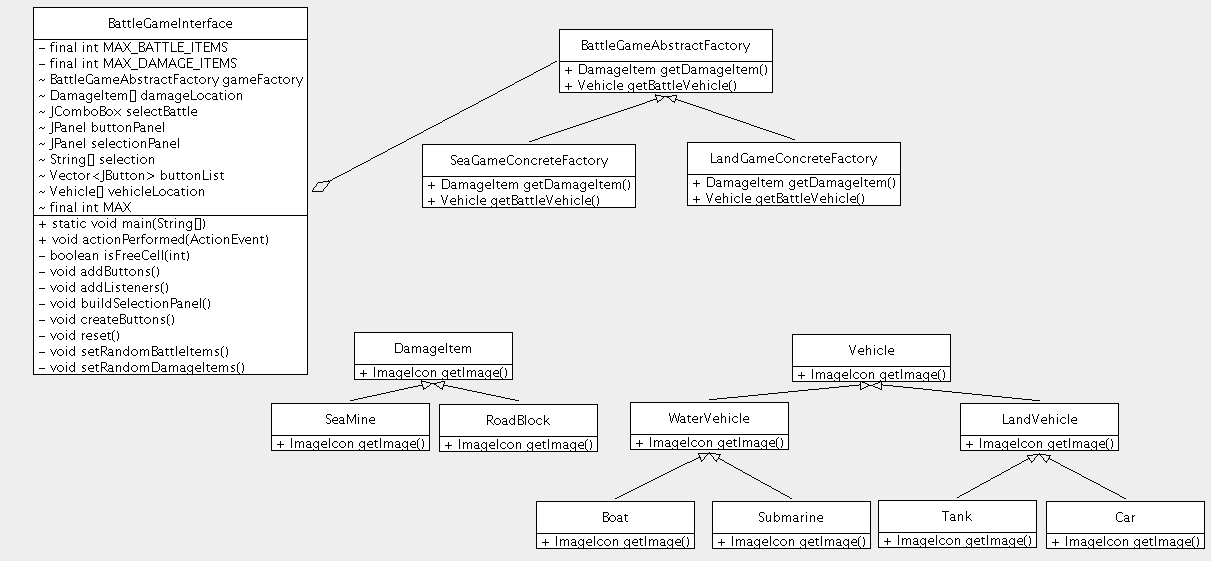 BattleGameInterface
– final int MAX_BATTLE_ITEMS
– final int MAX_DAMAGE_ITEMS
~ BattleGameAbstractFactory gameFactory
~ DamageItem[] damageLocation
~ JComboBox selectBattle
~ JPanel buttonPanel
~ JPanel selectionPanel
~ String[] selection
~ Vector<JButton> buttonList
~ Vehicle[] vehicleLocation
~ final int MAX
+ static void main(String[])
+ void actionPerformed(ActionEvent)
– boolean isFreeCell(int)
– void addButtons()
– void addListeners()
– void buildSelectionPanel()
– void createButtons()
– void reset()
– void setRandomBattleItems()
– void setRandomDamageItems()
BattleGameAbstractFactory
+ DamageItem getDamageItem()
+ Vehicle getBattleVehicle()
SeaGameConcreteFactory
+ DamageItem getDamageItem()
+ Vehicle getBattleVehicle()
LandGameConcreteFactory
+ DamageItem getDamageItem()
+ Vehicle getBattleVehicle()
DamageItem
+ ImageIcon getImage()
SeaMine
+ ImageIcon getImage()
RoadBlock
+ ImageIcon getImage()
Vehicle
+ ImageIcon getImage()
WaterVehicle
+ ImageIcon getImage()
LandVehicle
+ ImageIcon getImage()
Boat
+ ImageIcon getImage()
Submarine
+ ImageIcon getImage()
Tank
+ ImageIcon getImage()
Car
+ ImageIcon getImage()